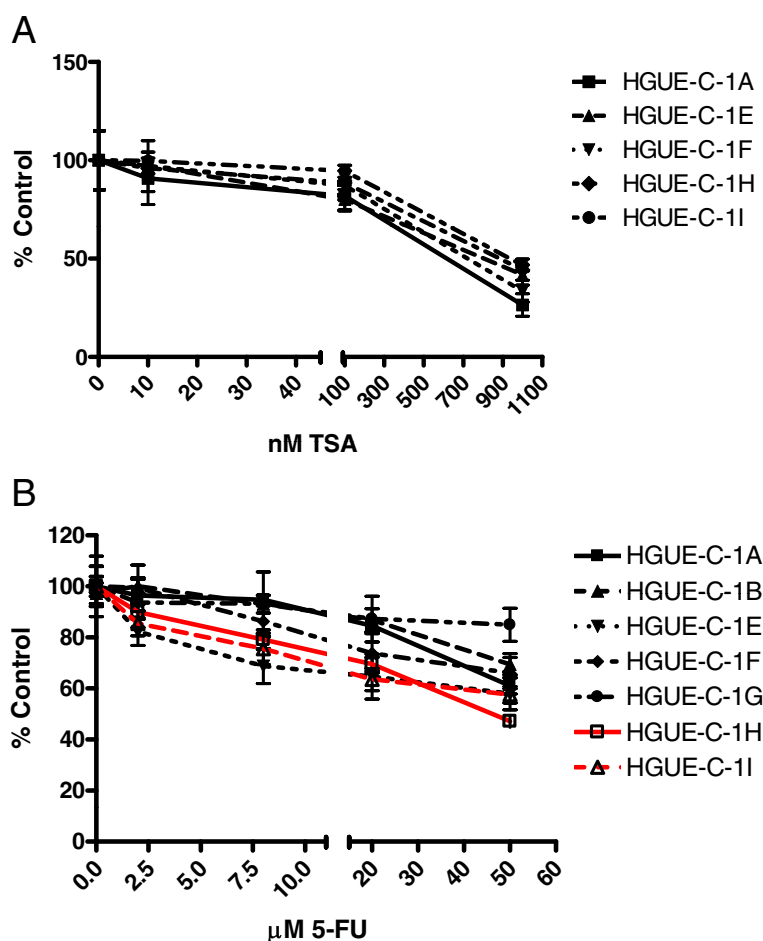 A
150
100
50
0
% Control
0 10 20 30 40 100 300 500 700 900 1100
nM TSA
HGUE-C-1A
HGUE-C-1E
HGUE-C-1F
HGUE-C-1H
HGUE-C-1I
B
120
100
80
60
40
20
0
% Control
0.0 2.5 7.5 10.0 20 30 40 50 60
μM 5-FU
HGUE-C-1A
HGUE-C-1B
HGUE-C-1E
HGUE-C-1F
HGUE-C-1G
HGUE-C-1H
HGUE-C-1I